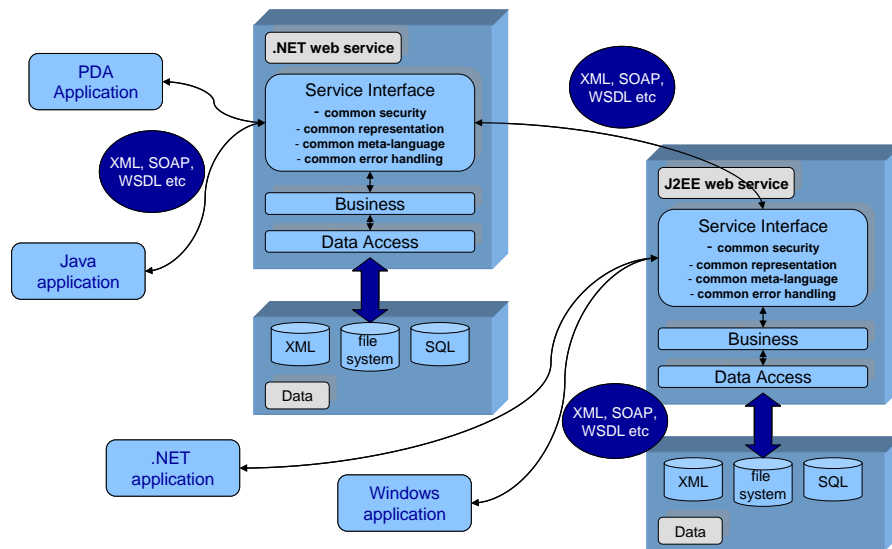 .NET web service
PDA
Application
Service Interface
- common security
- common representation
- common meta-language
- common error handling
XML, SOAP,
WSDL etc
XML, SOAP,
WSDL etc
J2EE web service
Business
Service Interface
- common security
- common representation
- common meta-language
- common error handling
Data Access
Java
application
XML
file
system
SQL
Business
Data Access
Data
XML, SOAP,
WSDL etc
.NET
application
Windows
application
XML
file
system
SQL
Data